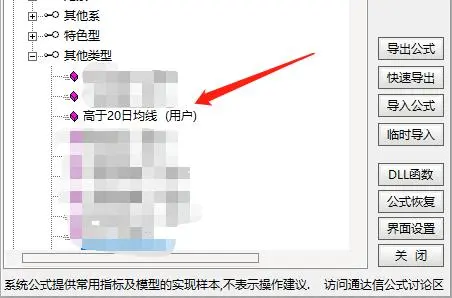 其他系
特色型
其他类型
高于20日均线 (用户)
导出公式
快速导出
导入公式
临时导入
DLL函数
公式恢复
界面设置
关 闭
系统公式提供常用指标及模型的实现样本,不表示操作建议. 访问通达信公式讨论区